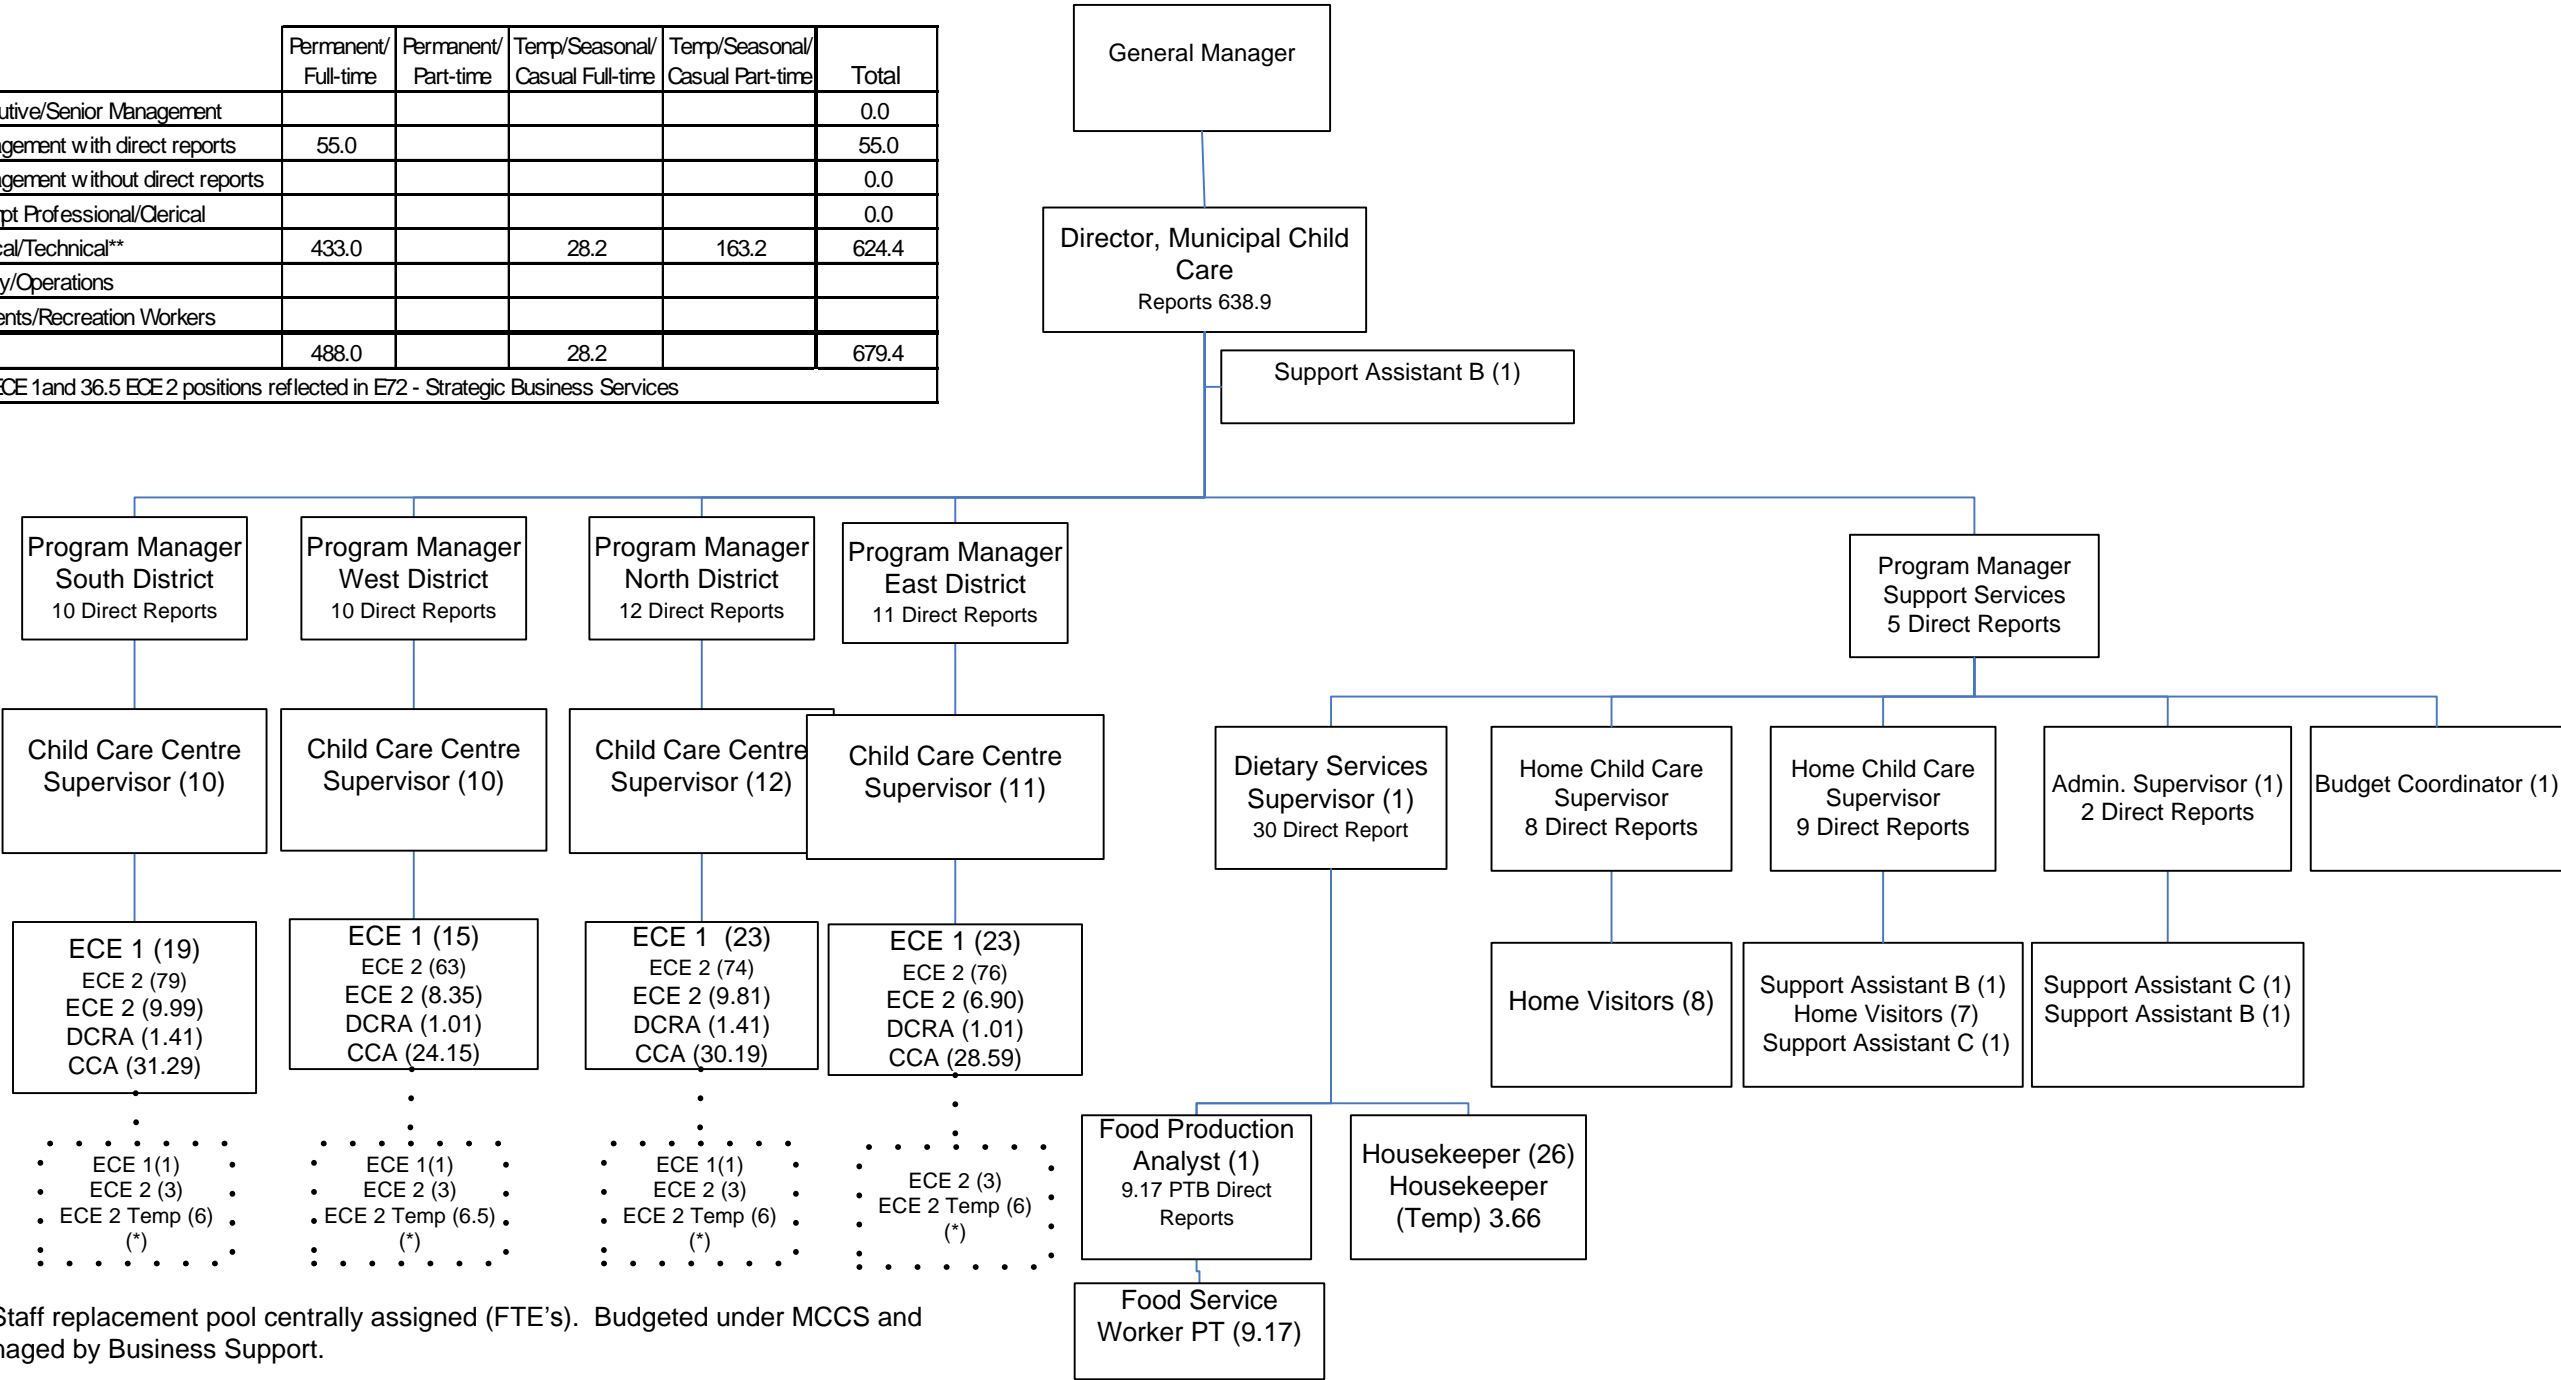 Permanent/ Permanent/ Temp/Seasonal/ Temp/Seasonal/
Full-time Part-time Casual Full-time Casual Part-time Total
utive/Senior Management 0.0
agement with direct reports 55.0 55.0
agement without direct reports 0.0
pt Professional/Clerical 0.0
cal/Technical** 433.0 28.2 163.2 624.4
y/Operations
ents/Recreation Workers
488.0 28.2 679.4
ECE 1and 36.5 ECE 2 positions reflected in E72 - Strategic Business Services
General Manager
Director, Municipal Child
Care
Reports 638.9
Support Assistant B (1)
Program Manager
South District
10 Direct Reports
Program Manager
West District
10 Direct Reports
Program Manager
North District
12 Direct Reports
Program Manager
East District
11 Direct Reports
Program Manager
Support Services
5 Direct Reports
Child Care Centre
Supervisor (10)
Child Care Centre
Supervisor (10)
Child Care Centre
Supervisor (12)
Child Care Centre
Supervisor (11)
Dietary Services
Supervisor (1)
30 Direct Report
Home Child Care
Supervisor
8 Direct Reports
Home Child Care
Supervisor
9 Direct Reports
Admin. Supervisor (1)
2 Direct Reports
Budget Coordinator (1)
ECE 1 (19)
ECE 2 (79)
ECE 2 (9.99)
DCRA (1.41)
CCA (31.29)
ECE 1 (15)
ECE 2 (63)
ECE 2 (8.35)
DCRA (1.01)
CCA (24.15)
ECE 1 (23)
ECE 2 (74)
ECE 2 (9.81)
DCRA (1.41)
CCA (30.19)
ECE 1 (23)
ECE 2 (76)
ECE 2 (6.90)
DCRA (1.01)
CCA (28.59)
Home Visitors (8)
Support Assistant B (1)
Home Visitors (7)
Support Assistant C (1)
Support Assistant C (1)
Support Assistant B (1)
ECE 1(1)
ECE 2 (3)
ECE 2 Temp (6)
(*)
ECE 1(1)
ECE 2 (3)
ECE 2 Temp (6.5)
(*)
ECE 1(1)
ECE 2 (3)
ECE 2 Temp (6)
(*)
ECE 2 (3)
ECE 2 Temp (6)
(*)
Food Production
Analyst (1)
9.17 PTB Direct
Reports
Housekeeper (26)
Housekeeper
(Temp) 3.66
Food Service
Worker PT (9.17)
Staff replacement pool centrally assigned (FTE's). Budgeted under MCCS and
naged by Business Support.